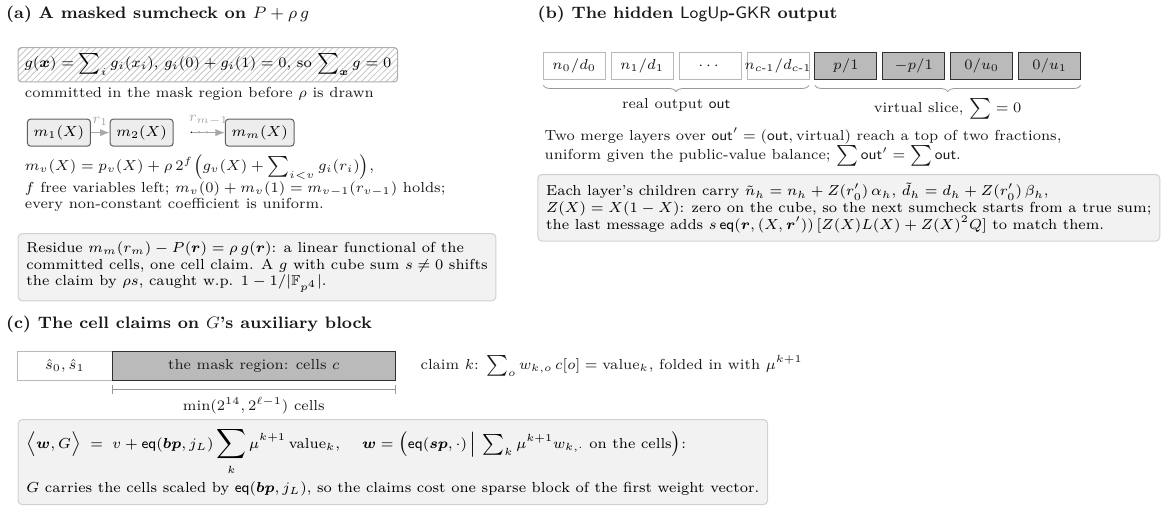 (a) A masked sumcheck on P + ρ g
g(x) = ∑_i g_i(x_i), g_i(0) + g_i(1) = 0, so ∑_x g = 0
committed in the mask region before ρ is drawn
m_1(X) r_1 m_2(X) r_{m−1} m_m(X)
m_v(X) = p_v(X) + ρ 2^f (g_v(X) + ∑_{i<v} g_i(r_i)),
f free variables left; m_v(0) + m_v(1) = m_{v−1}(r_{v−1}) holds;
every non-constant coefficient is uniform.
Residue m_m(r_m) − P(r) = ρ g(r): a linear functional of the
committed cells, one cell claim. A g with cube sum s ≠ 0 shifts
the claim by ρs, caught w.p. 1 − 1/|𝔽_{p^4}|.
(b) The hidden LogUp-GKR output
n_0/d_0 n_1/d_1 ··· n_{c-1}/d_{c-1} p/1 −p/1 0/u_0 0/u_1
real output out
virtual slice, ∑ = 0
Two merge layers over out′ = (out, virtual) reach a top of two fractions,
uniform given the public-value balance; ∑ out′ = ∑ out.
Each layer's children carry ñ_h = n_h + Z(r′_0) α_h, d̃_h = d_h + Z(r′_0) β_h,
Z(X) = X(1 − X): zero on the cube, so the next sumcheck starts from a true sum;
the last message adds s eq(r, (X, r′)) [Z(X)L(X) + Z(X)^2 Q] to match them.
(c) The cell claims on G's auxiliary block
ŝ_0, ŝ_1 the mask region: cells c
claim k: ∑_o w_{k,o} c[o] = value_k, folded in with μ^{k+1}
min(2^{14}, 2^{ℓ−1}) cells
⟨w, G⟩ = v + eq(bp, j_L) ∑_k μ^{k+1} value_k, w = (eq(sp, ·) | ∑_k μ^{k+1} w_{k,·} on the cells):
G carries the cells scaled by eq(bp, j_L), so the claims cost one sparse block of the first weight vector.